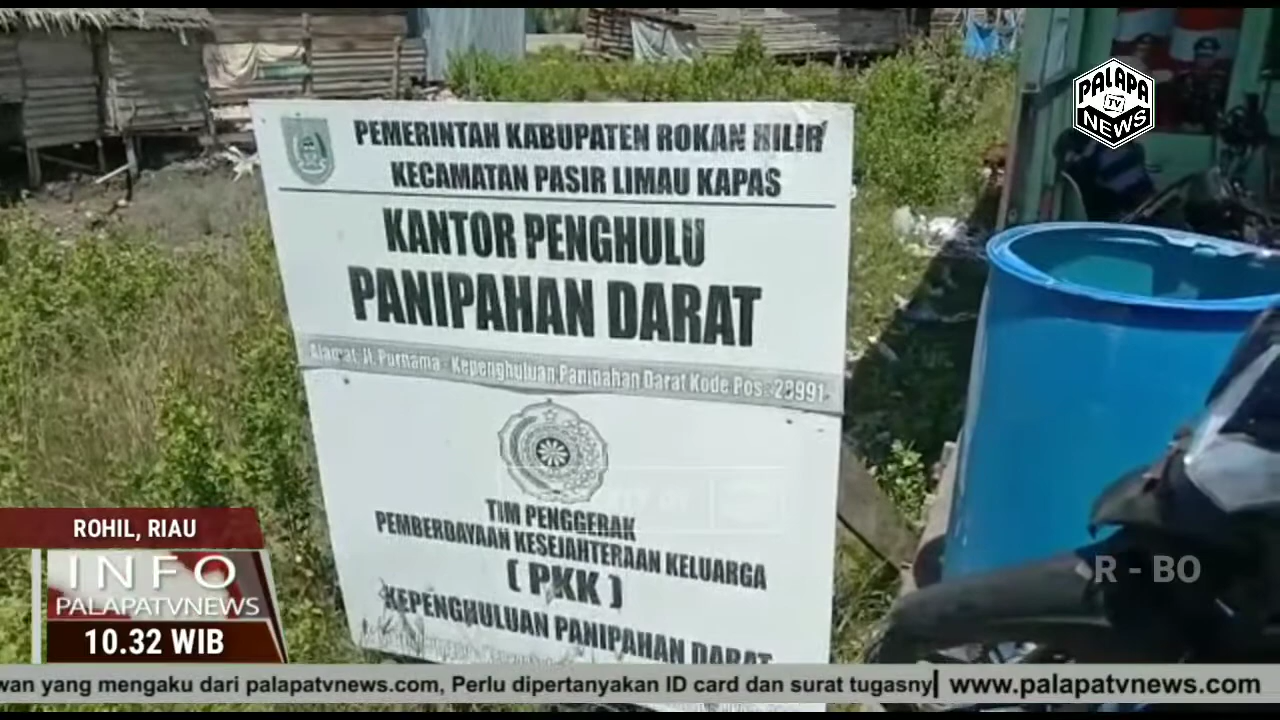 PALAPA
TV
NEWS
PEMERINTAH KABUPATEN ROKAN HILIR
KECAMATAN PASIR LIMAU KAPAS
KANTOR PENGHULU
PANIPAHAN DARAT
Alamat, Jl. Purnama - Kepenghuluan Panipahan Darat Kode Pos : 28991
TIM PENGGERAK
PEMBERDAYAAN KESEJAHTERAAN KELUARGA
( PKK )
KEPENGHULUAN PANIPAHAN DARAT
ROHIL, RIAU
INFO
PALAPATVNEWS
10.32 WIB
R - BO
wan yang mengaku dari palapatvnews.com, Perlu dipertanyakan ID card dan surat tugasny
www.palapatvnews.com